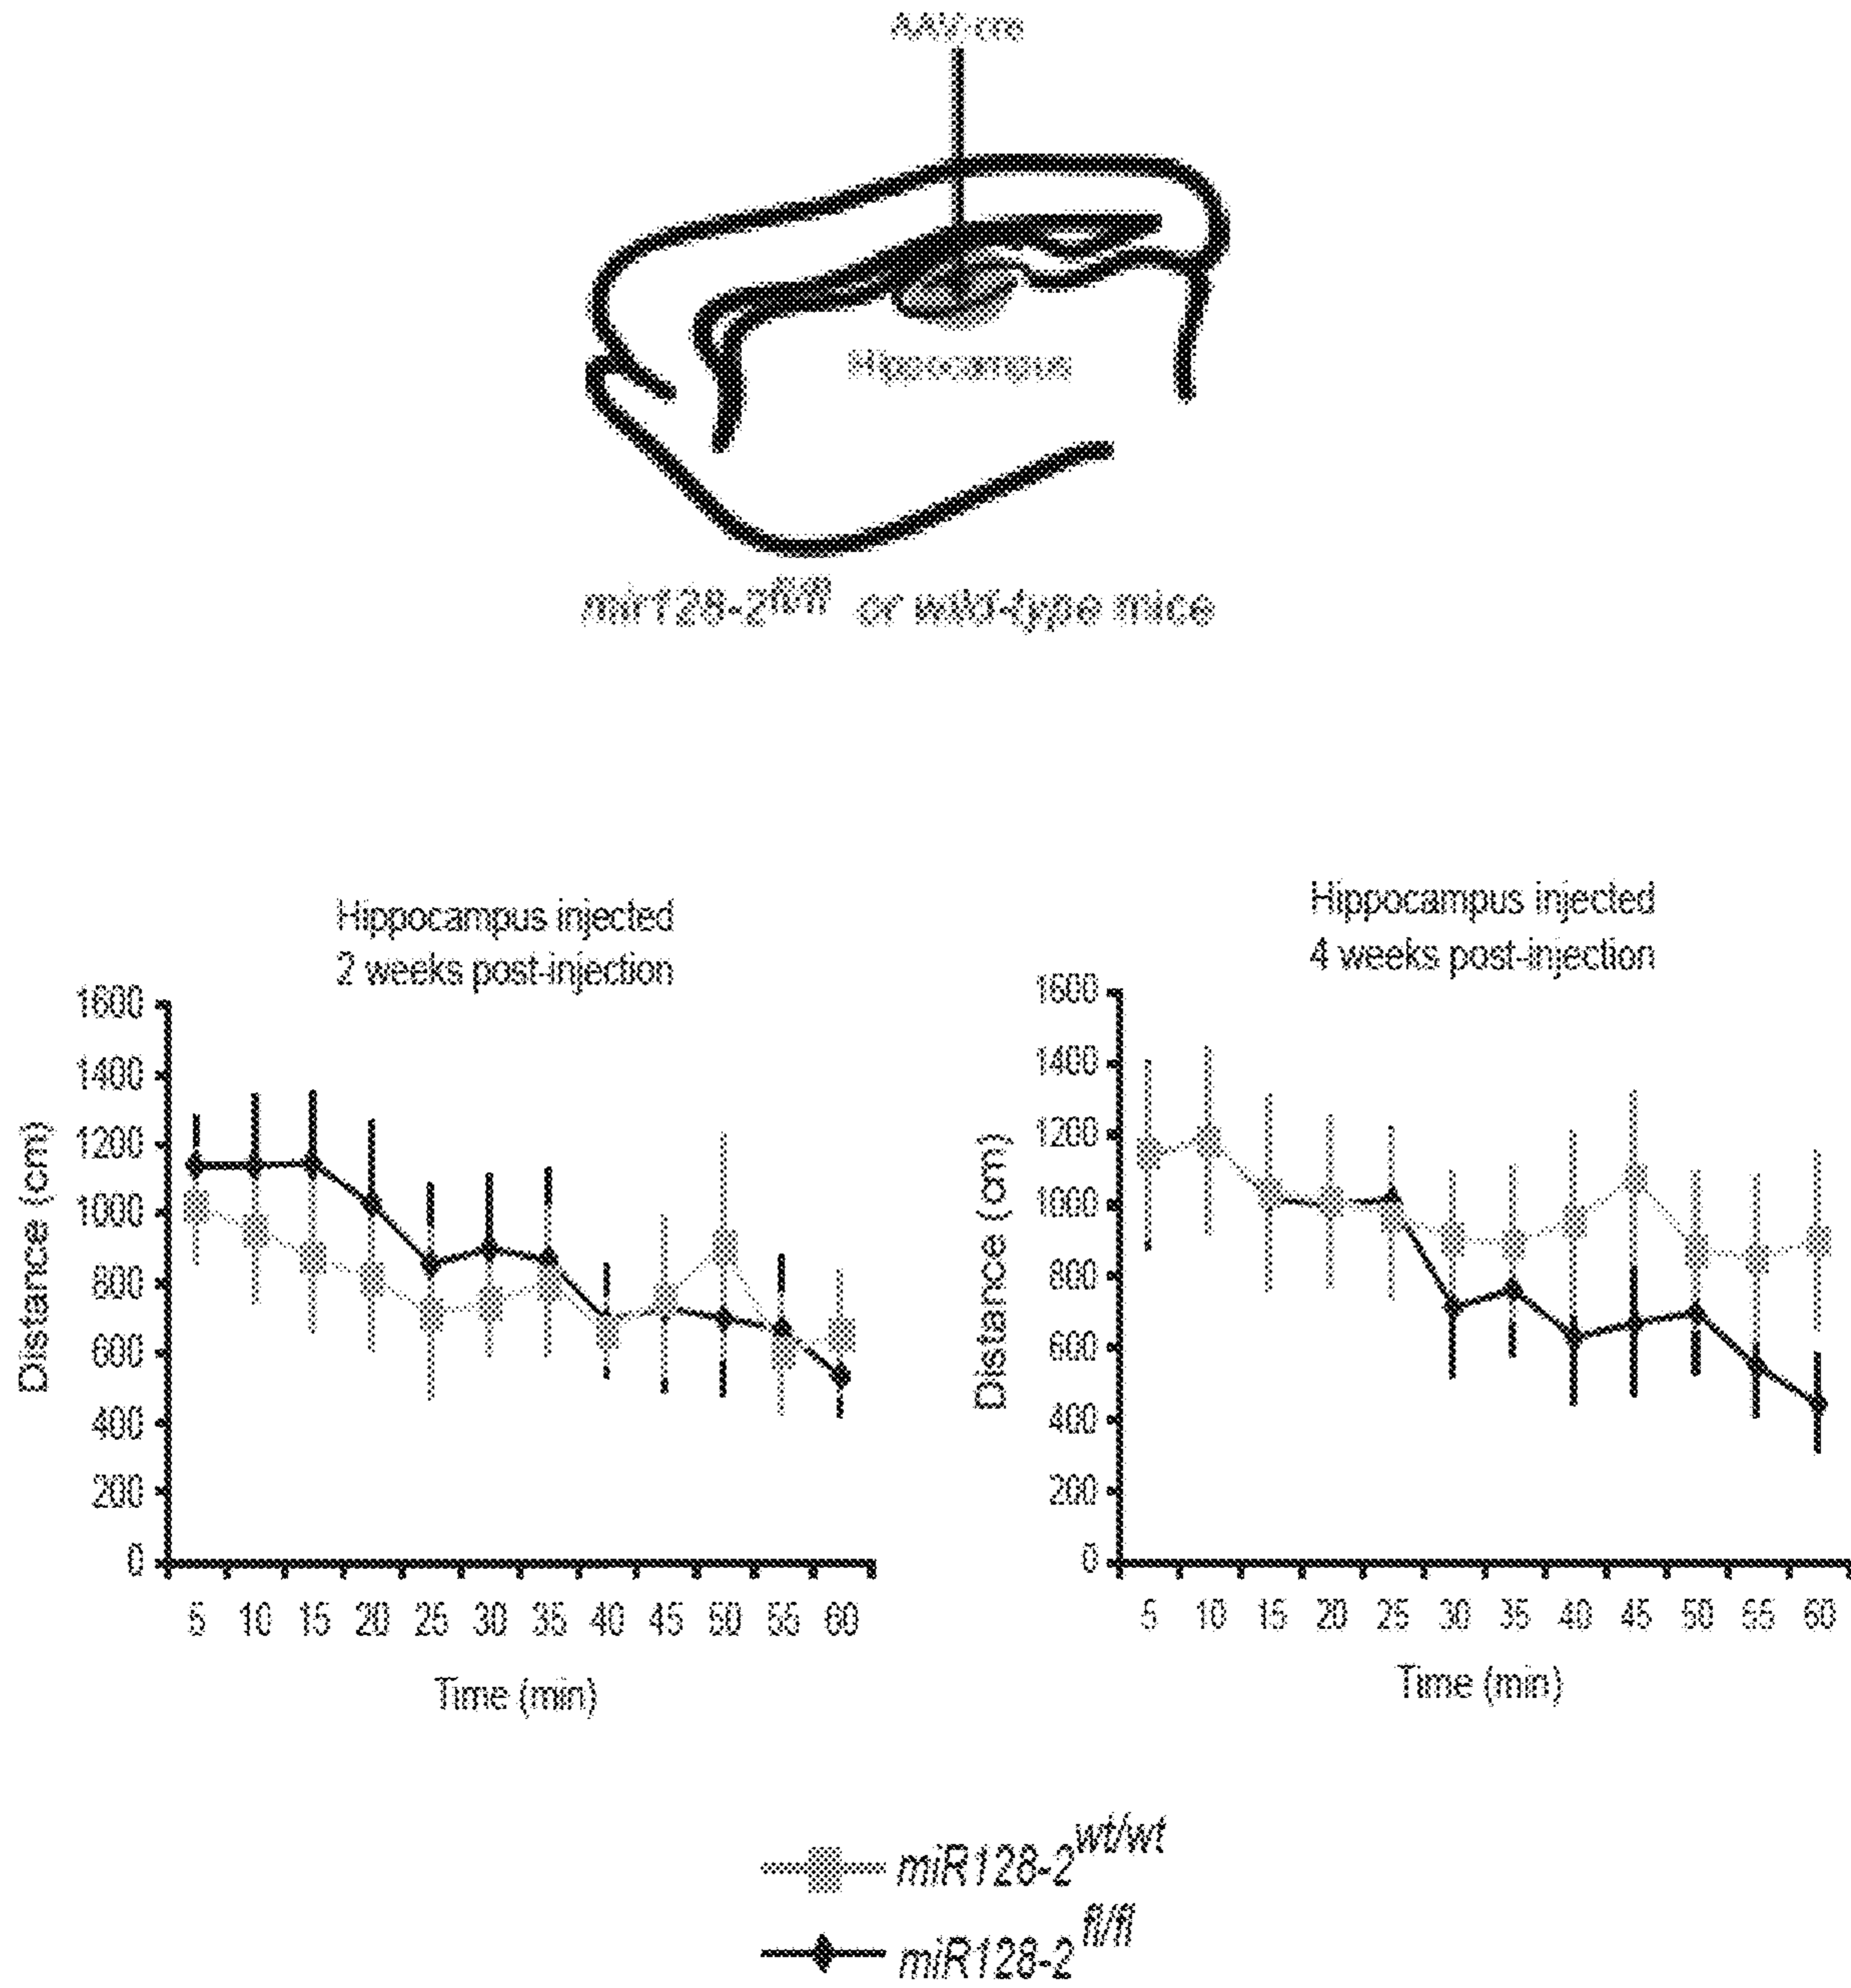 AAV-cre
Hippocampus
mir128-2fl/fl or wild-type mice
Hippocampus injected
2 weeks post-injection
1600
1400
1200
1000
800
600
400
200
0
Distance (cm)
5 10 15 20 25 30 35 40 45 50 55 60
Time (min)
Hippocampus injected
4 weeks post-injection
1600
1400
1200
1000
800
600
400
200
0
Distance (cm)
5 10 15 20 25 30 35 40 45 50 55 60
Time (min)
miR128-2wt/wt
miR128-2fl/fl